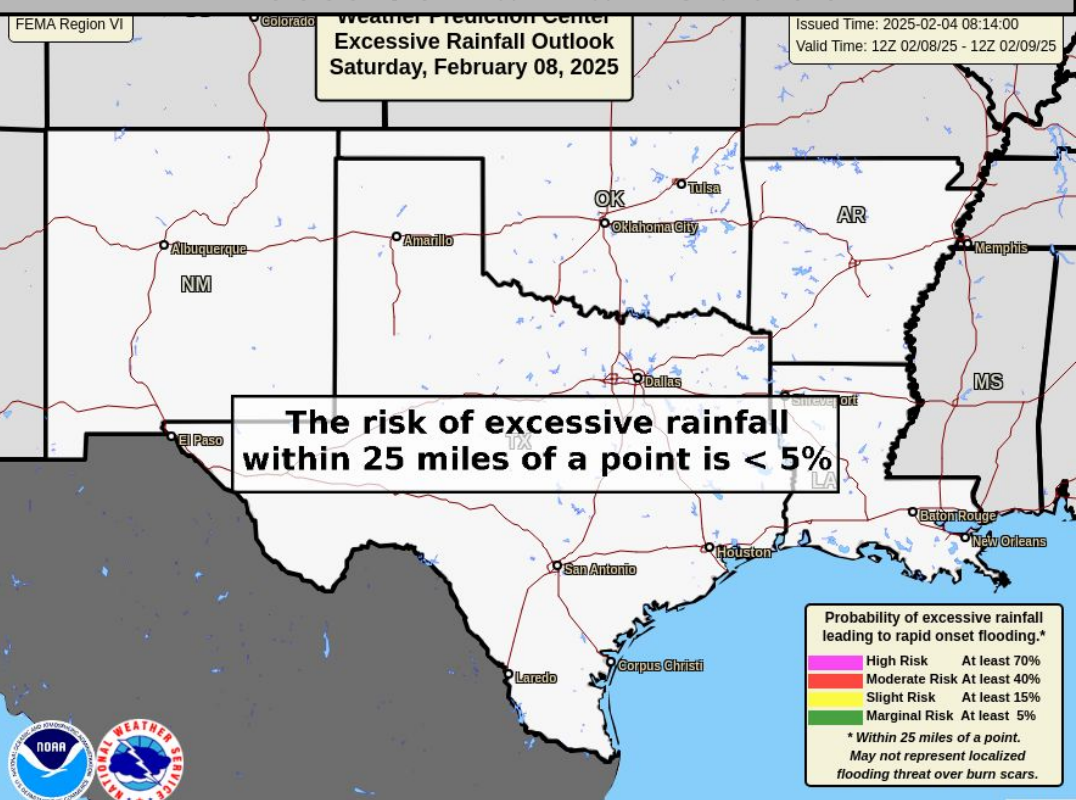 FEMA Region VI
Colorado
Weather Prediction Center
Excessive Rainfall Outlook
Saturday, February 08, 2025
Issued Time: 2025-02-04 08:14:00
Valid Time: 12Z 02/08/25 - 12Z 02/09/25
OK
Tulsa
AR
Oklahoma City
Amarillo
Albuquerque
Memphis
NM
Dallas
MS
Shreveport
The risk of excessive rainfall
TX
El Paso
within 25 miles of a point is < 5%
LA
Baton Rouge
New Orleans
Houston
San Antonio
Corpus Christi
Laredo
Probability of excessive rainfall
leading to rapid onset flooding.*
High Risk At least 70%
Moderate Risk At least 40%
Slight Risk At least 15%
Marginal Risk At least 5%
* Within 25 miles of a point.
May not represent localized
flooding threat over burn scars.
NOAA
NATIONAL WEATHER SERVICE